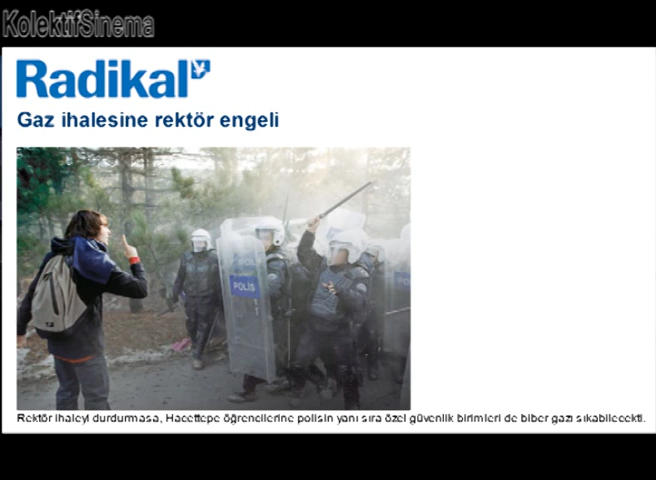 KolektifSinema
Radikal
Gaz ihalesine rektör engeli
POLİS
Rektör ihaleyi durdurmasa, Hacettepe öğrencilerine polisin yanı sıra özel güvenlik birimleri de biber gazı sıkabilecekti.